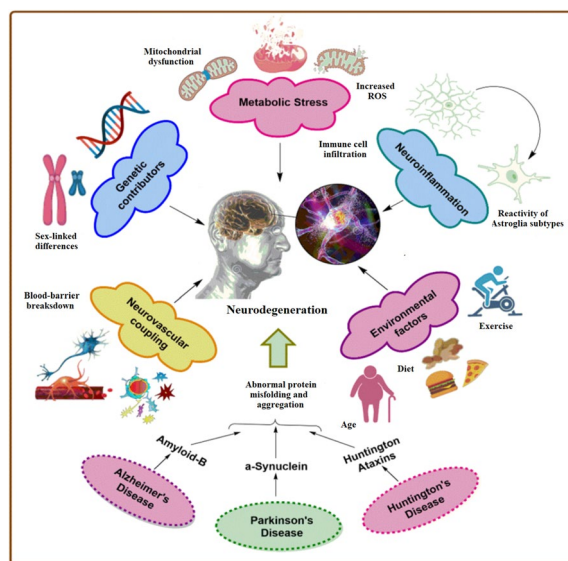 Mitochondrial
dysfunction
Increased
ROS
Metabolic Stress
Immune cell
infiltration
Neuroinflammation
Reactivity of
Astroglia subtypes
Genetic
contributors
Sex-linked
differences
Blood-barrier
breakdown
Neurovascular
coupling
Neurodegeneration
Environmental
factors
Exercise
Diet
Age
Abnormal protein
misfolding and
aggregation
Amyloid-B
a-Synuclein
Huntington
Ataxins
Alzheimer's
Disease
Parkinson's
Disease
Huntington's
Disease